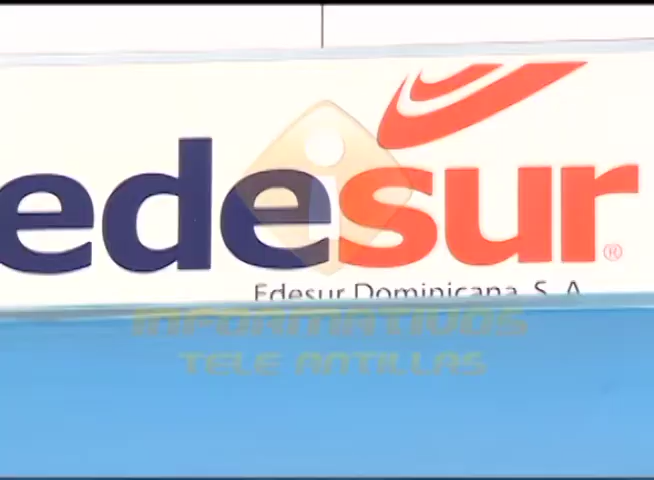 edesur®
Edesur Dominicana, S. A.
i
INFORMATIVOS
TELE ANTILLAS